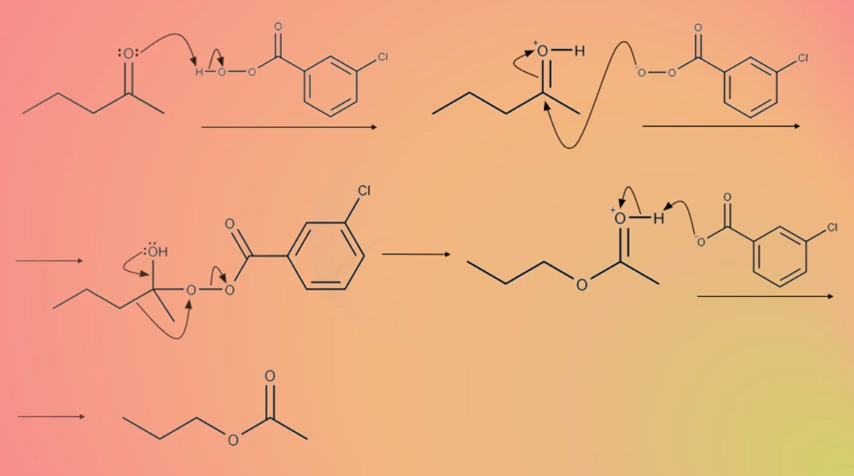 :O: H O O O Cl
+ O H - O O O Cl
:OH O O O Cl
O + O H - O O Cl
O O